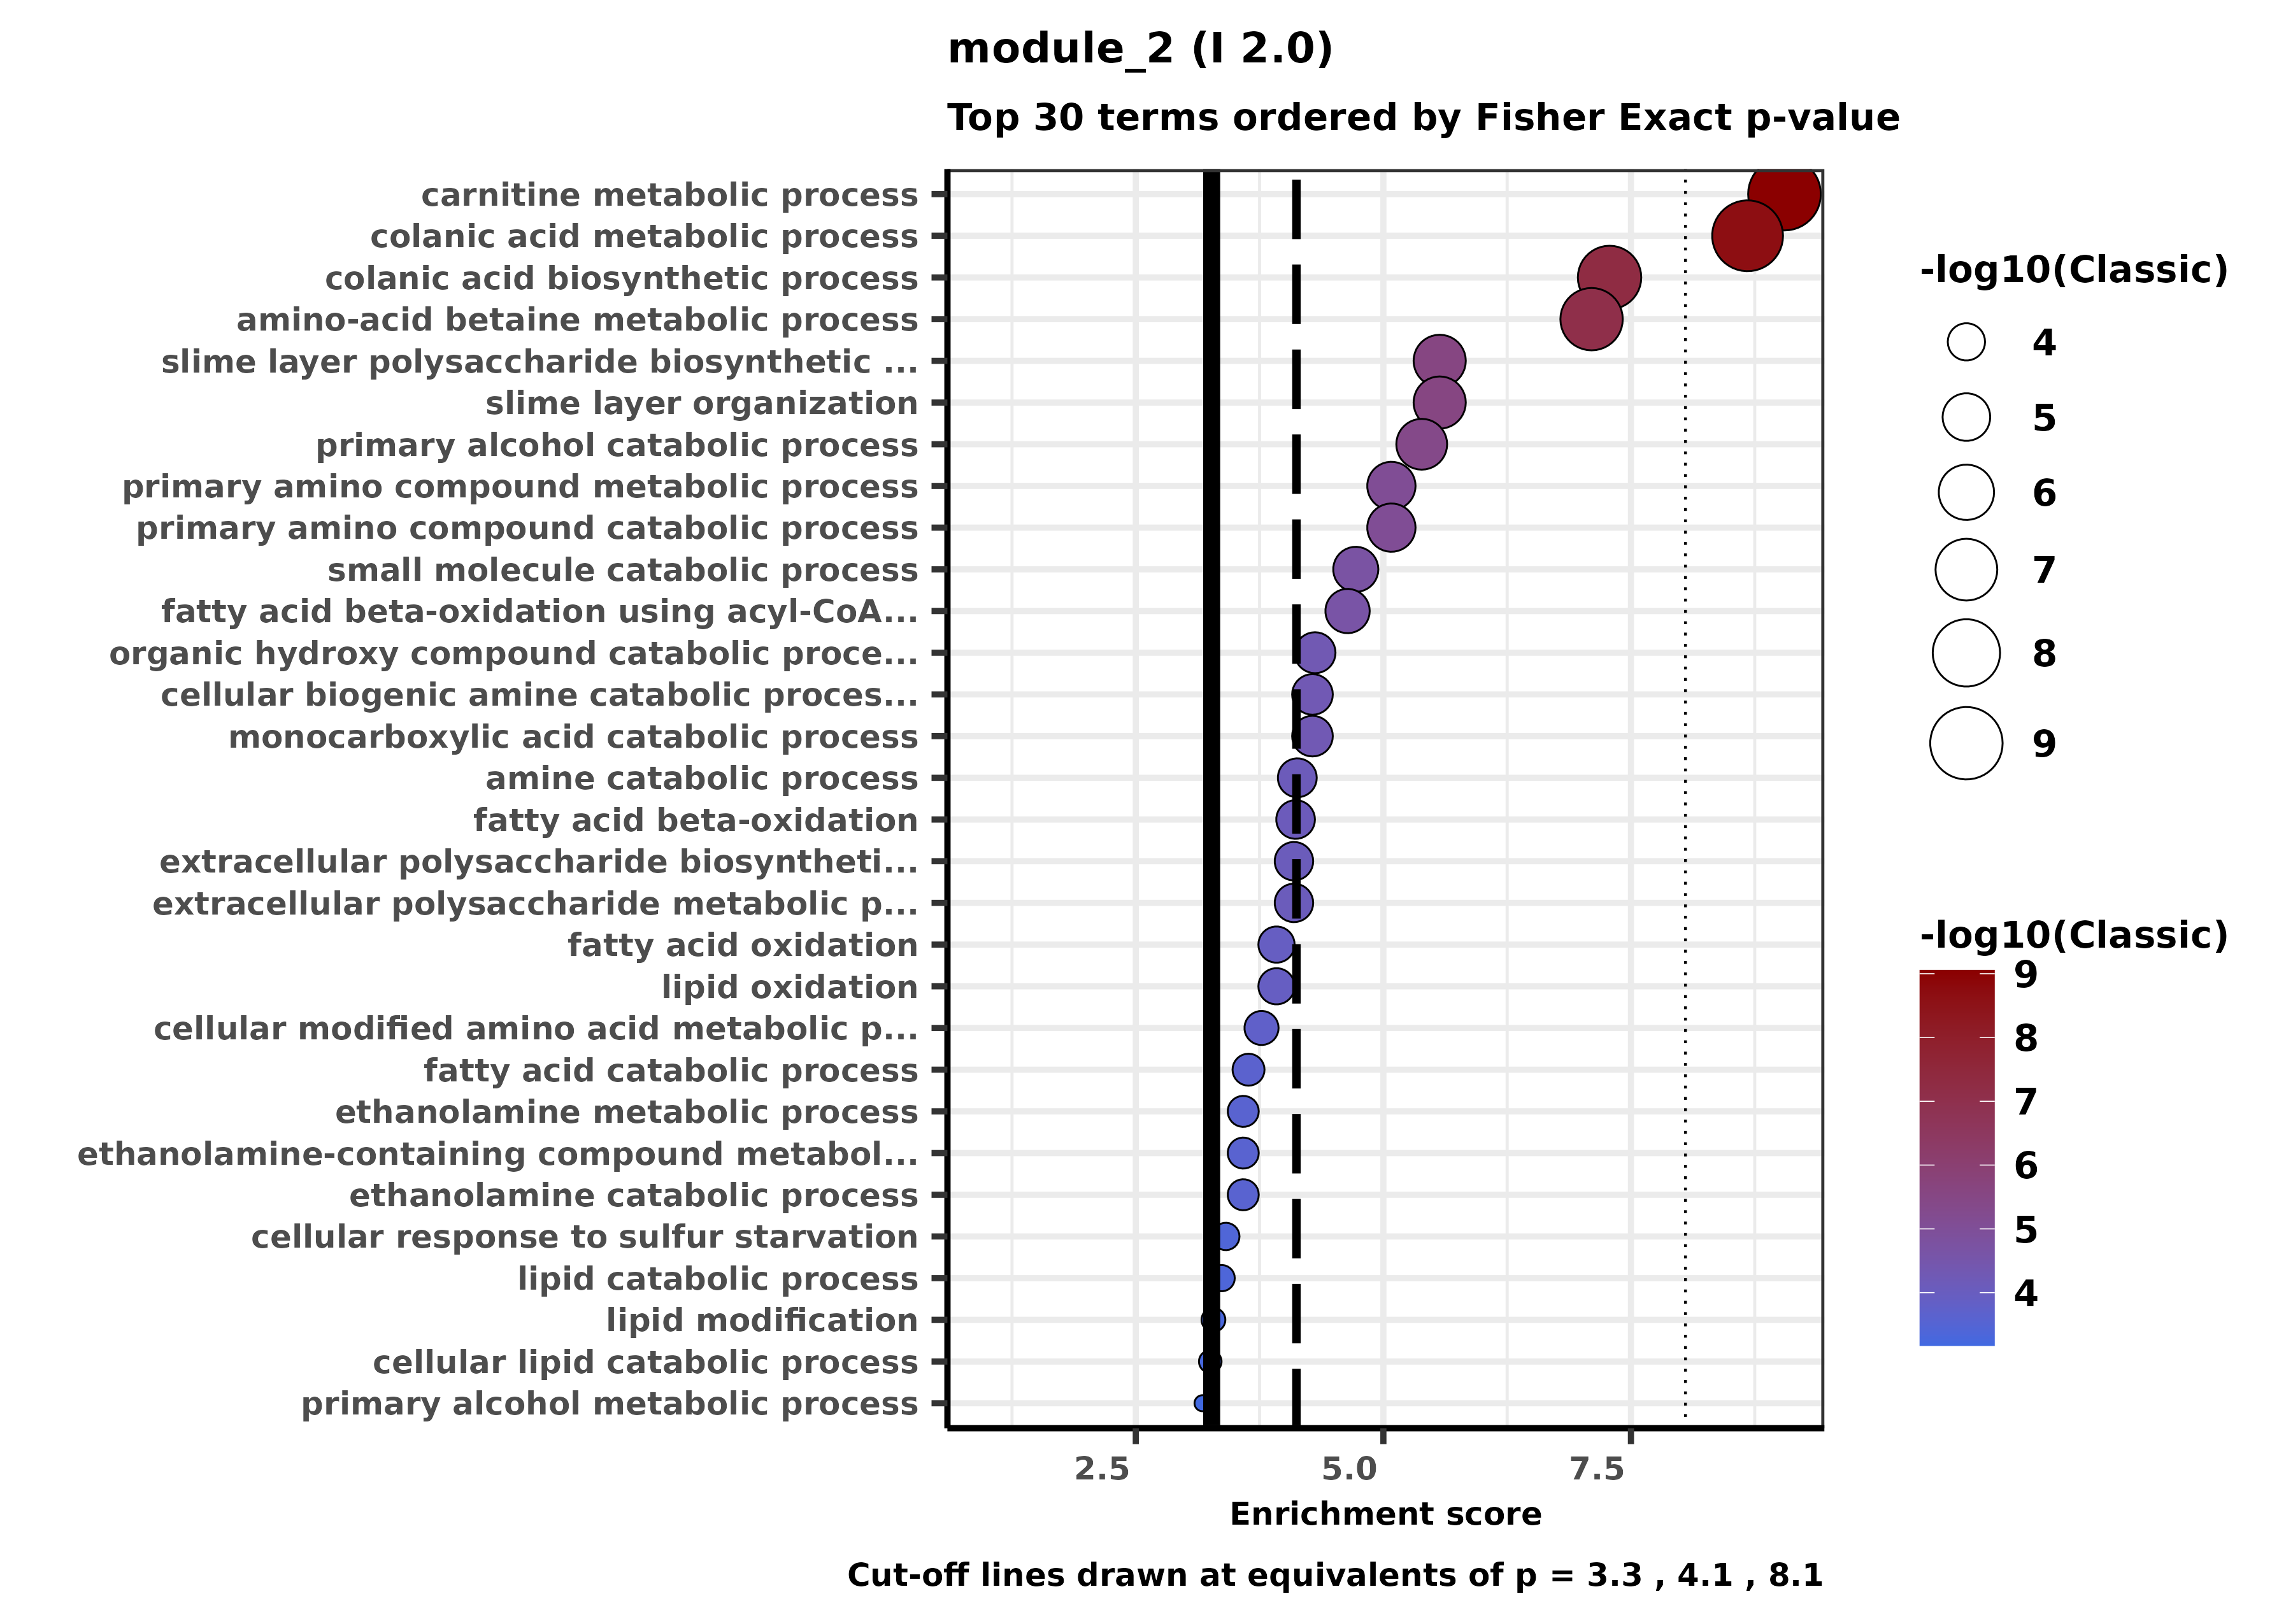 module_2 (I 2.0)
Top 30 terms ordered by Fisher Exact p-value
carnitine metabolic process
colanic acid metabolic process
colanic acid biosynthetic process
amino-acid betaine metabolic process
slime layer polysaccharide biosynthetic ...
slime layer organization
primary alcohol catabolic process
primary amino compound metabolic process
primary amino compound catabolic process
small molecule catabolic process
fatty acid beta-oxidation using acyl-CoA...
organic hydroxy compound catabolic proce...
cellular biogenic amine catabolic proces...
monocarboxylic acid catabolic process
amine catabolic process
fatty acid beta-oxidation
extracellular polysaccharide biosyntheti...
extracellular polysaccharide metabolic p...
fatty acid oxidation
lipid oxidation
cellular modified amino acid metabolic p...
fatty acid catabolic process
ethanolamine metabolic process
ethanolamine-containing compound metabol...
ethanolamine catabolic process
cellular response to sulfur starvation
lipid catabolic process
lipid modification
cellular lipid catabolic process
primary alcohol metabolic process
2.5 5.0 7.5
Enrichment score
Cut-off lines drawn at equivalents of p = 3.3 , 4.1 , 8.1
-log10(Classic)
4
5
6
7
8
9
-log10(Classic)
9
8
7
6
5
4